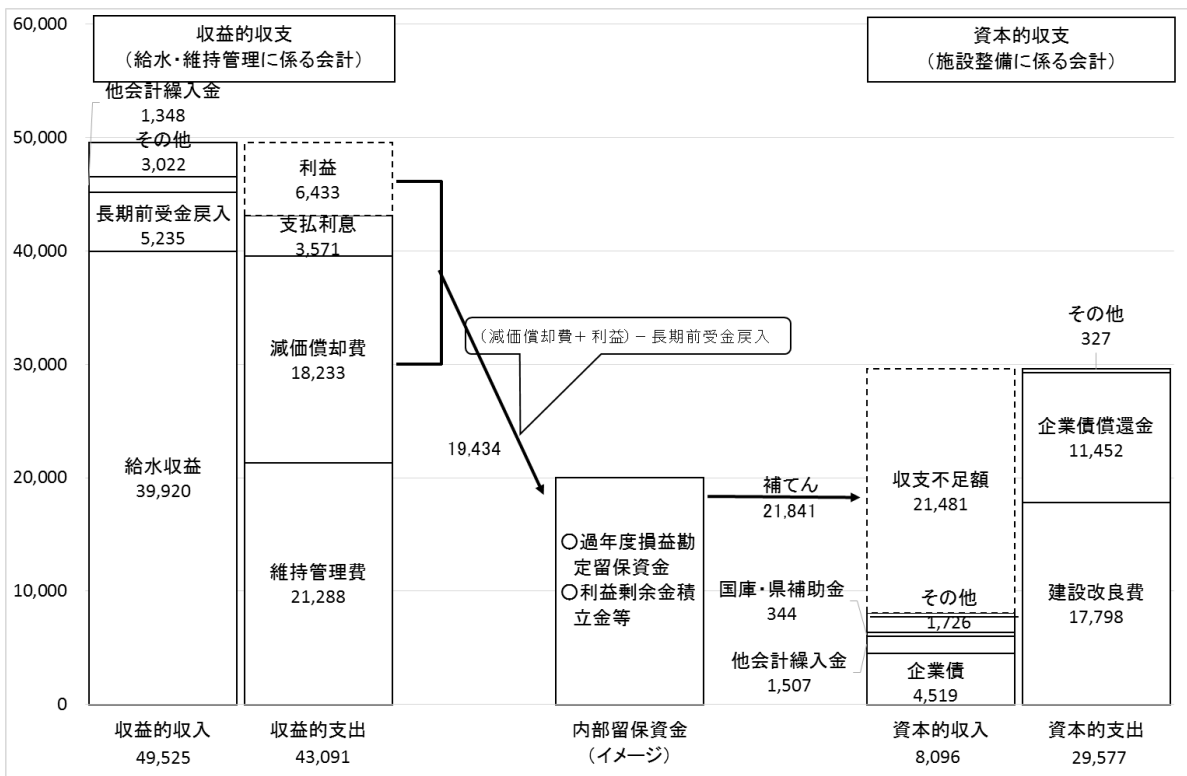 60,000
50,000
40,000
30,000
20,000
10,000
0
収益的収支
（給水・維持管理に係る会計）
他会計繰入金
1,348
その他
3,022
長期前受金戻入
5,235
給水収益
39,920
利益
6,433
支払利息
3,571
減価償却費
18,233
維持管理費
21,288
(減価償却費＋利益)－長期前受金戻入
19,434
○過年度損益勘
定留保資金
○利益剰余金積
立金等
補てん
21,841
資本的収支
（施設整備に係る会計）
収支不足額
21,481
その他
1,726
国庫・県補助金
344
他会計繰入金
1,507
企業債
4,519
その他
327
企業債償還金
11,452
建設改良費
17,798
収益的収入
49,525
収益的支出
43,091
内部留保資金
（イメージ）
資本的収入
8,096
資本的支出
29,577